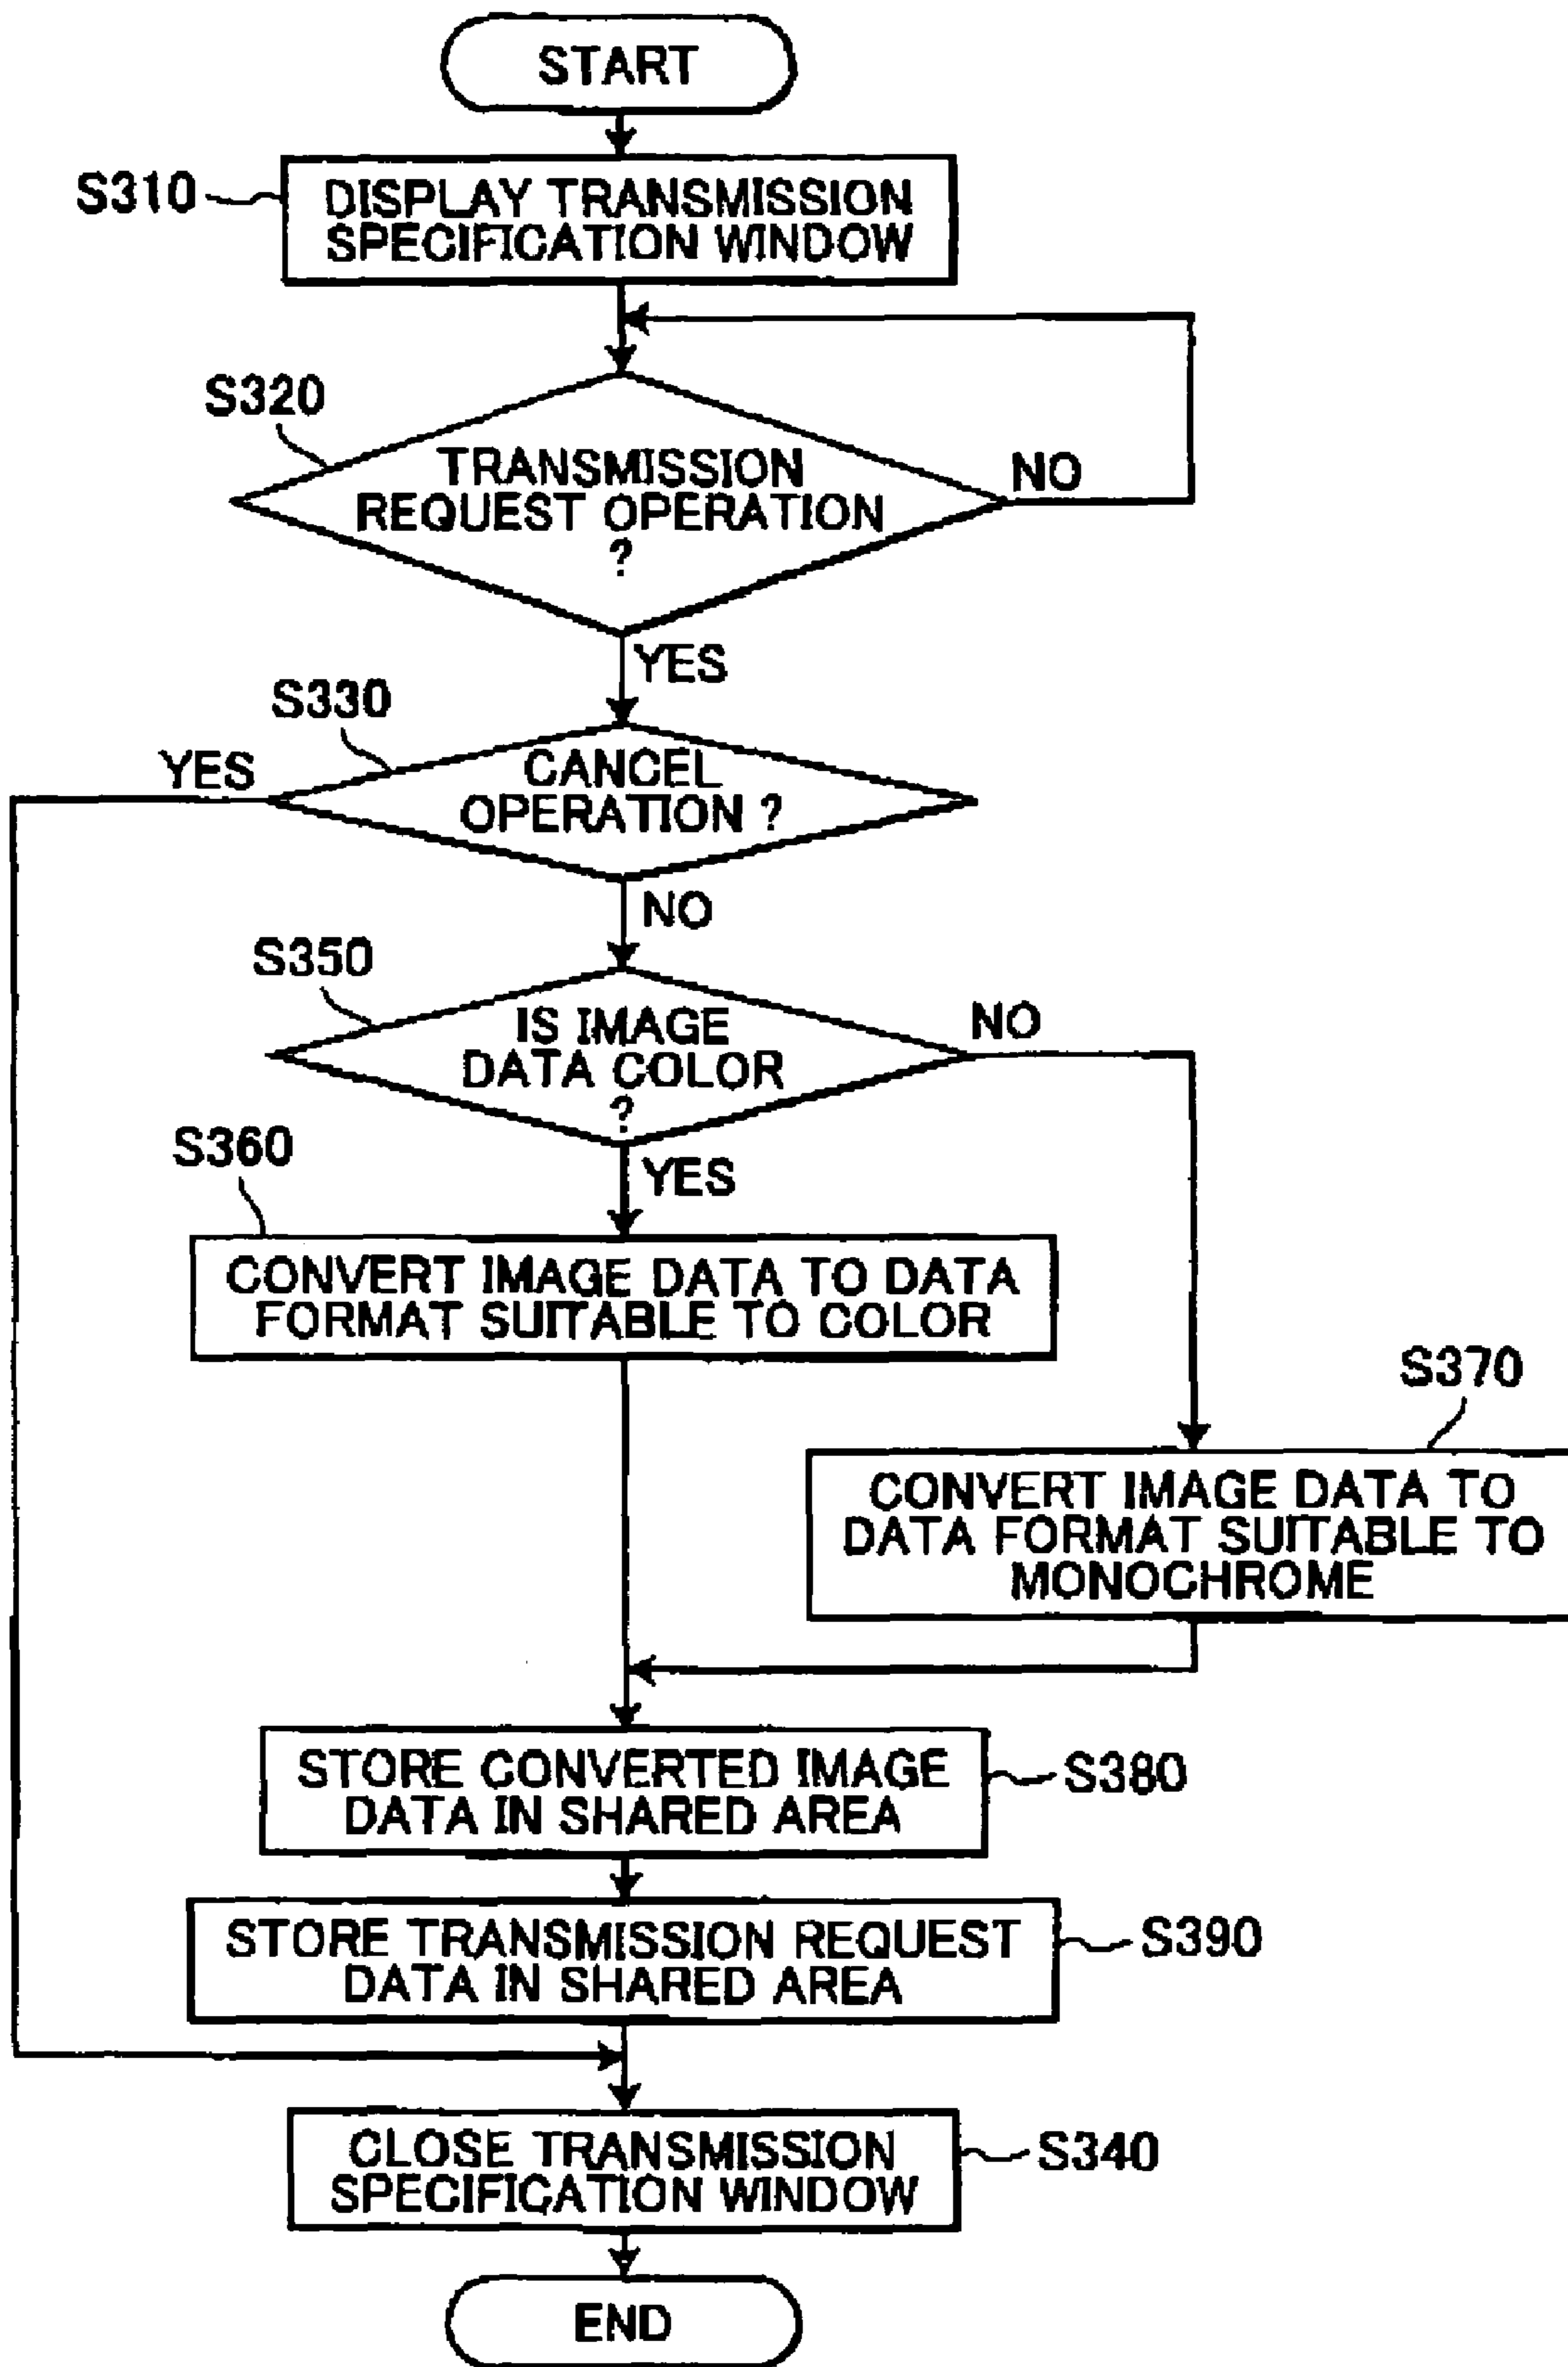 START
S310
DISPLAY TRANSMISSION
SPECIFICATION WINDOW
S320
TRANSMISSION
REQUEST OPERATION
?
NO
YES
S330
YES
CANCEL
OPERATION ?
NO
S350
IS IMAGE
DATA COLOR
?
NO
YES
S360
CONVERT IMAGE DATA TO DATA
FORMAT SUITABLE TO COLOR
S370
CONVERT IMAGE DATA TO
DATA FORMAT SUITABLE TO
MONOCHROME
STORE CONVERTED IMAGE
DATA IN SHARED AREA
S380
STORE TRANSMISSION REQUEST
DATA IN SHARED AREA
S390
CLOSE TRANSMISSION
SPECIFICATION WINDOW
S340
END